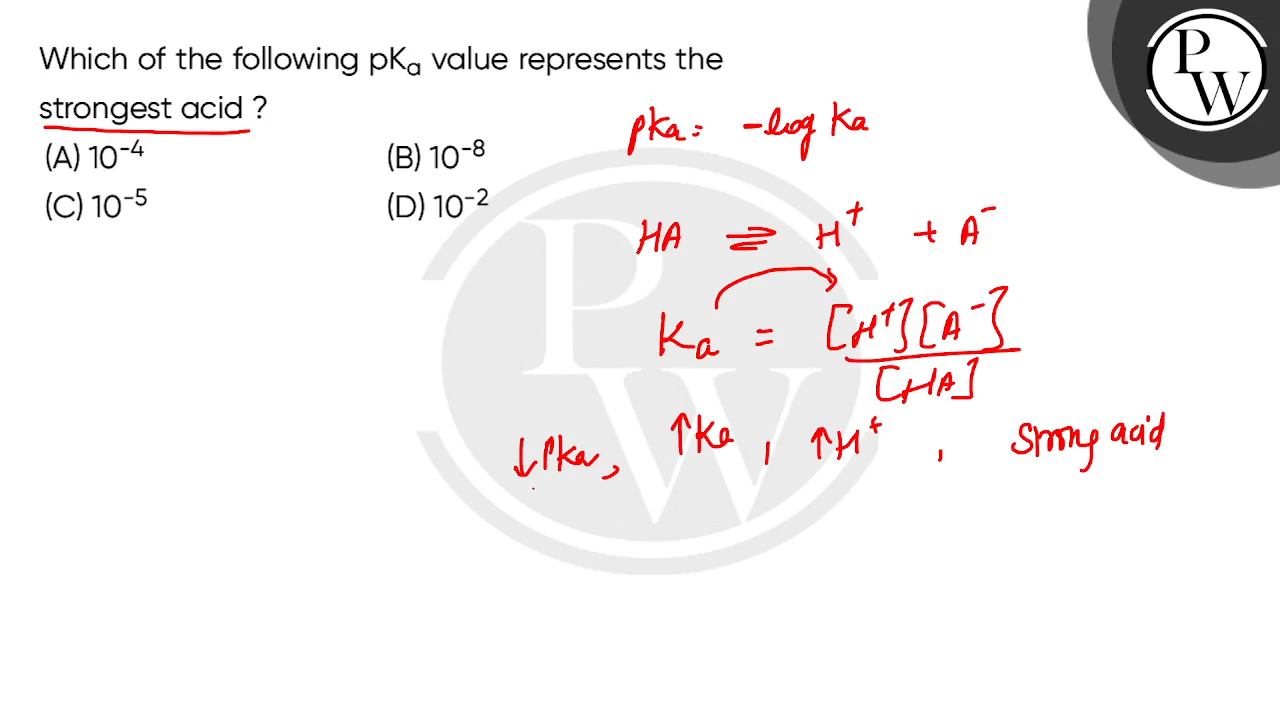 Which of the following pKₐ value represents the
strongest acid ?
(A) 10⁻⁴ (B) 10⁻⁸
(C) 10⁻⁵ (D) 10⁻²
pKa = -log Ka
HA ⇌ H⁺ + A⁻
Ka = [H⁺][A⁻] / [HA]
↓pKa, ↑Ka, ↑H⁺, Strong acid
P
W
P
W